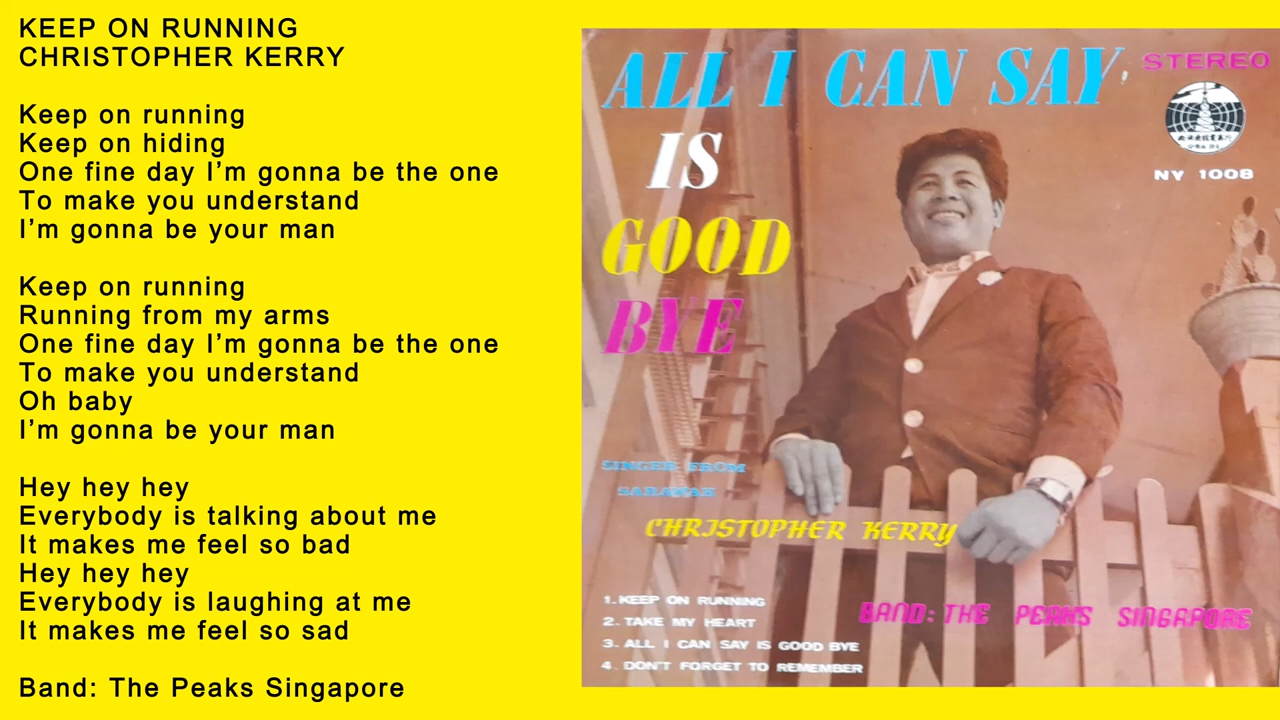 KEEP ON RUNNING
CHRISTOPHER KERRY
Keep on running
Keep on hiding
One fine day I’m gonna be the one
To make you understand
I’m gonna be your man
Keep on running
Running from my arms
One fine day I’m gonna be the one
To make you understand
Oh baby
I’m gonna be your man
Hey hey hey
Everybody is talking about me
It makes me feel so bad
Hey hey hey
Everybody is laughing at me
It makes me feel so sad
Band: The Peaks Singapore
ALL I CAN SAY
IS
GOOD
BYE
STEREO
NY 1008
SINGER FROM
SARAWAK
CHRISTOPHER KERRY
BAND: THE PEAKS SINGAPORE
1. KEEP ON RUNNING
2. TAKE MY HEART
3. ALL I CAN SAY IS GOOD BYE
4. DON'T FORGET TO REMEMBER